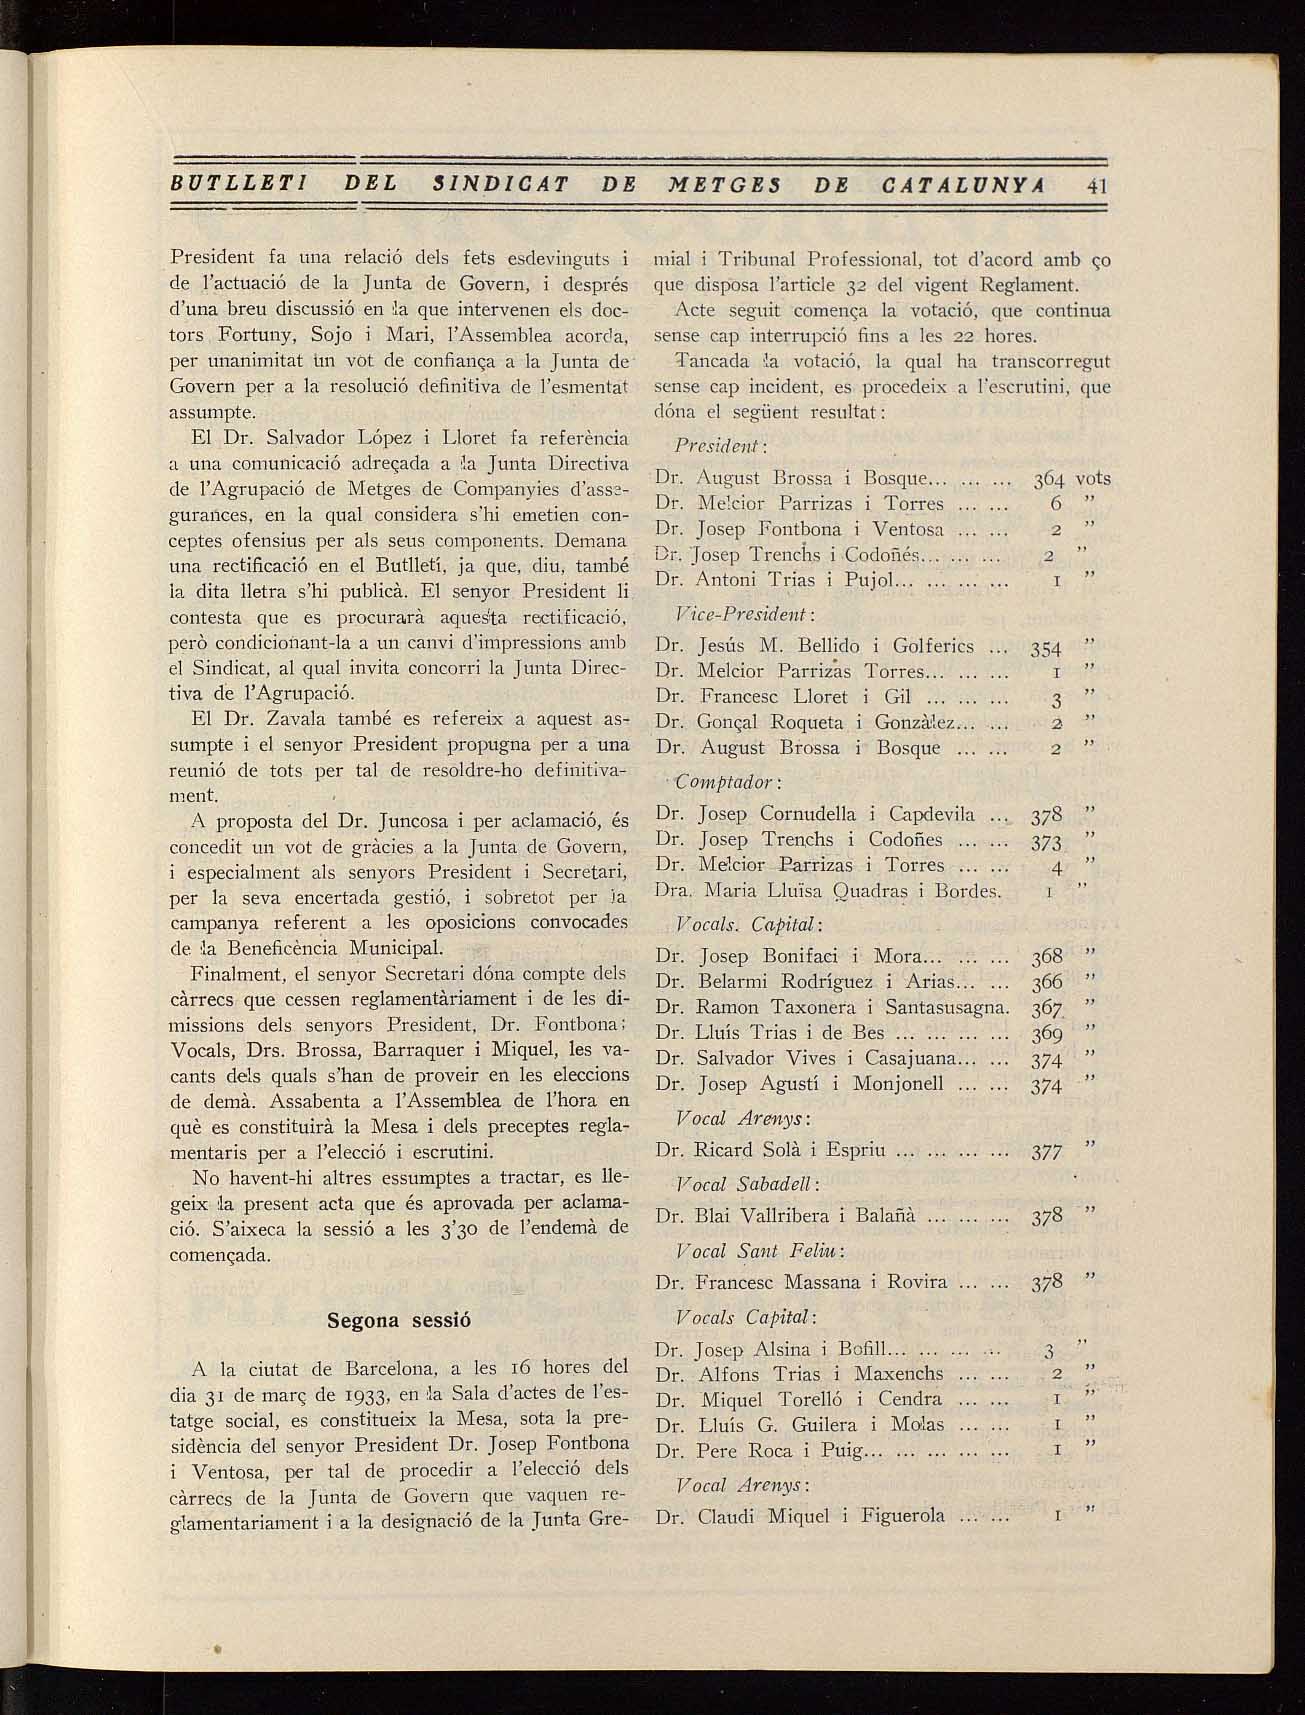 BUTLLETI DEL SINDICAT DE METGES DE CATALUNYA 41
President fa una relació dels fets esdevinguts i
de l'actuació de la Junta de Govern, i després
d'una breu discussió en la que intervenen els doc-
tors Fortuny, Sojo i Mari, l'Assemblea acorda,
per unanimitat un vot de confiança a la Junta de
Govern per a la resolució definitiva de l'esmentat
assumpte.
El Dr. Salvador López i Lloret fa referència
a una comunicació adreçada a la Junta Directiva
de l'Agrupació de Metges de Companyies d'asse-
gurances, en la qual considera s'hi emetien con-
ceptes ofensius per als seus components. Demana
una rectificació en el Butlletí, ja que, diu, també
la dita lletra s'hi publicà. El senyor President li
contesta que es procurarà aquesta rectificació,
però condicionant-la a un canvi d'impressions amb
el Sindicat, al qual invita concorri la Junta Direc-
tiva de l'Agrupació.
El Dr. Zavala també es refereix a aquest as-
sumpte i el senyor President propugna per a una
reunió de tots per tal de resoldre-ho definitiva-
ment.
A proposta del Dr. Juncosa i per aclamació, és
concedit un vot de gràcies a la Junta de Govern,
i especialment als senyors President i Secretari,
per la seva encertada gestió, i sobretot per la
campanya referent a les oposicions convocades
de la Beneficència Municipal.
Finalment, el senyor Secretari dóna compte dels
càrrecs que cessen reglamentàriament i de les di-
missions dels senyors President, Dr. Fontbona;
Vocals, Drs. Brossa, Barraquer i Miquel, les va-
cants dels quals s'han de proveir en les eleccions
de demà. Assabenta a l'Assemblea de l'hora en
què es constituirà la Mesa i dels preceptes regla-
mentaris per a l'elecció i escrutini.
No havent-hi altres essumptes a tractar, es lle-
geix la present acta que és aprovada per aclama-
ció. S'aixeca la sessió a les 3'30 de l'endemà de
començada.
Segona sessió
A la ciutat de Barcelona, a les 16 hores del
dia 31 de març de 1933, en la Sala d'actes de l'es-
tatge social, es constitueix la Mesa, sota la pre-
sidència del senyor President Dr. Josep Fontbona
i Ventosa, per tal de procedir a l'elecció dels
càrrecs de la Junta de Govern que vaquen re-
glamentariament i a la designació de la Junta Gre-
mial i Tribunal Professional, tot d'acord amb ço
que disposa l'article 32 del vigent Reglament.
Acte seguit comença la votació, que continua
sense cap interrupció fins a les 22 hores.
Tancada la votació, la qual ha transcorregut
sense cap incident, es procedeix a l'escrutini, que
dóna el següent resultat:
President:
Dr. August Brossa i Bosque... ... ... 364 vots
Dr. Melcior Parrizas i Torres ... ... 6 "
Dr. Josep Fontbona i Ventosa ... ... 2 "
Dr. Josep Trenchs i Codoñés... ... ... 2 "
Dr. Antoni Trias i Pujol... ... ... ... 1 "
Vice-President:
Dr. Jesús M. Bellido i Golferics ... 354 "
Dr. Melcior Parrizas Torres... ... ... 1 "
Dr. Francesc Lloret i Gil ... ... ... 3 "
Dr. Gonçal Roqueta i Gonzàlez... ... 2 "
Dr. August Brossa i Bosque ... ... 2 "
Comptador:
Dr. Josep Cornudella i Capdevila ... 378 "
Dr. Josep Trenchs i Codoñes ... ... 373 "
Dr. Melcior Parrizas i Torres ... ... 4 "
Dra. Maria Lluïsa Quadras i Bordes. 1 "
Vocals. Capital:
Dr. Josep Bonifaci i Mora... ... ... 368 "
Dr. Belarmi Rodríguez i Arias... ... 366 "
Dr. Ramon Taxonera i Santasusagna. 367 "
Dr. Lluís Trias i de Bes ... ... ... ... 369 "
Dr. Salvador Vives i Casajuana... ... 374 "
Dr. Josep Agustí i Monjonell ... ... 374 "
Vocal Arenys:
Dr. Ricard Solà i Espriu ... ... ... ... 377 "
Vocal Sabadell:
Dr. Blai Vallribera i Balañà ... ... ... 378 "
Vocal Sant Feliu:
Dr. Francesc Massana i Rovira ... ... 378 "
Vocals Capital:
Dr. Josep Alsina i Bofill... ... ... ... 3 "
Dr. Alfons Trias i Maxenchs ... ... 2 "
Dr. Miquel Torelló i Cendra ... ... 1 "
Dr. Lluís G. Guilera i Molas ... ... 1 "
Dr. Pere Roca i Puig... ... ... ... ... 1 "
Vocal Arenys:
Dr. Claudi Miquel i Figuerola ... ... 1 "